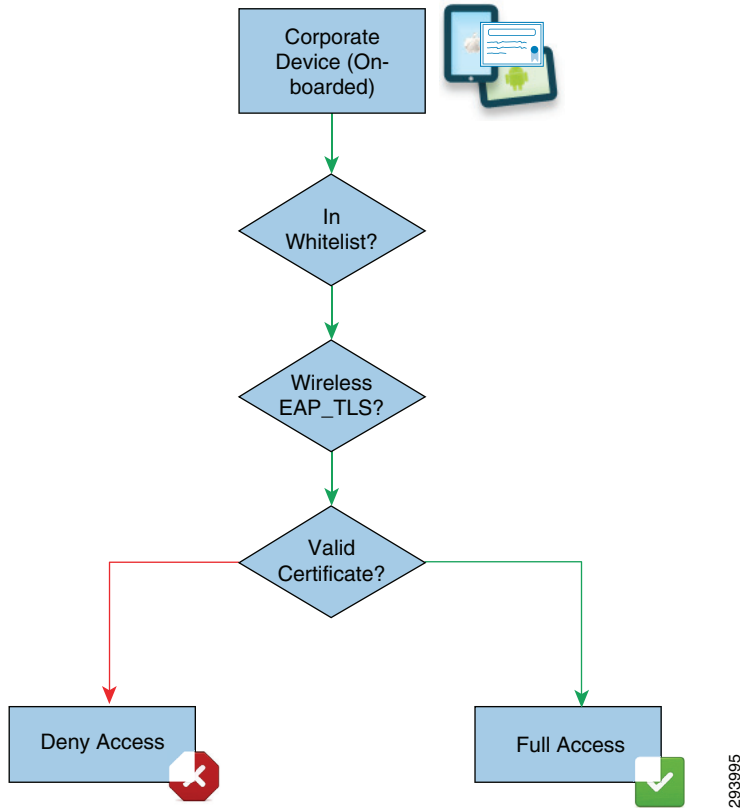 Corporate
Device (On-
boarded)
In
Whitelist?
Wireless
EAP_TLS?
Valid
Certificate?
Deny Access
Full Access
293995